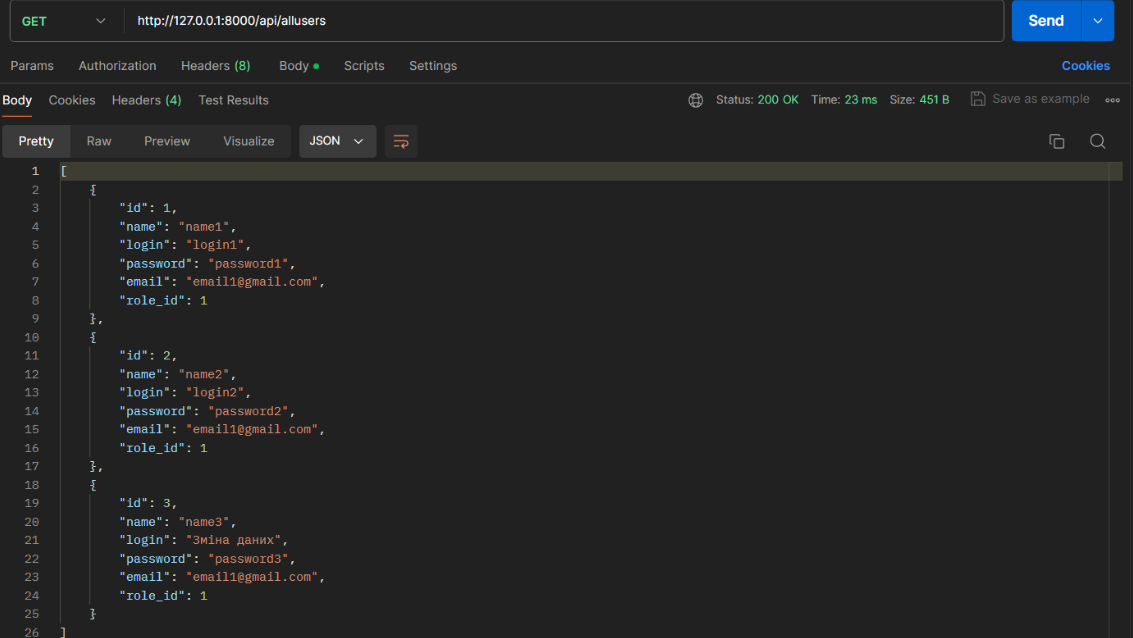 GET http://127.0.0.1:8000/api/allusers Send
Params Authorization Headers (8) Body Scripts Settings Cookies
Body Cookies Headers (4) Test Results Status: 200 OK Time: 23 ms Size: 451 B Save as example
Pretty Raw Preview Visualize JSON
1 [
2 {
3 "id": 1,
4 "name": "name1",
5 "login": "login1",
6 "password": "password1",
7 "email": "email1@gmail.com",
8 "role_id": 1
9 },
10 {
11 "id": 2,
12 "name": "name2",
13 "login": "login2",
14 "password": "password2",
15 "email": "email1@gmail.com",
16 "role_id": 1
17 },
18 {
19 "id": 3,
20 "name": "name3",
21 "login": "Зміна даних",
22 "password": "password3",
23 "email": "email1@gmail.com",
24 "role_id": 1
25 }
26 ]